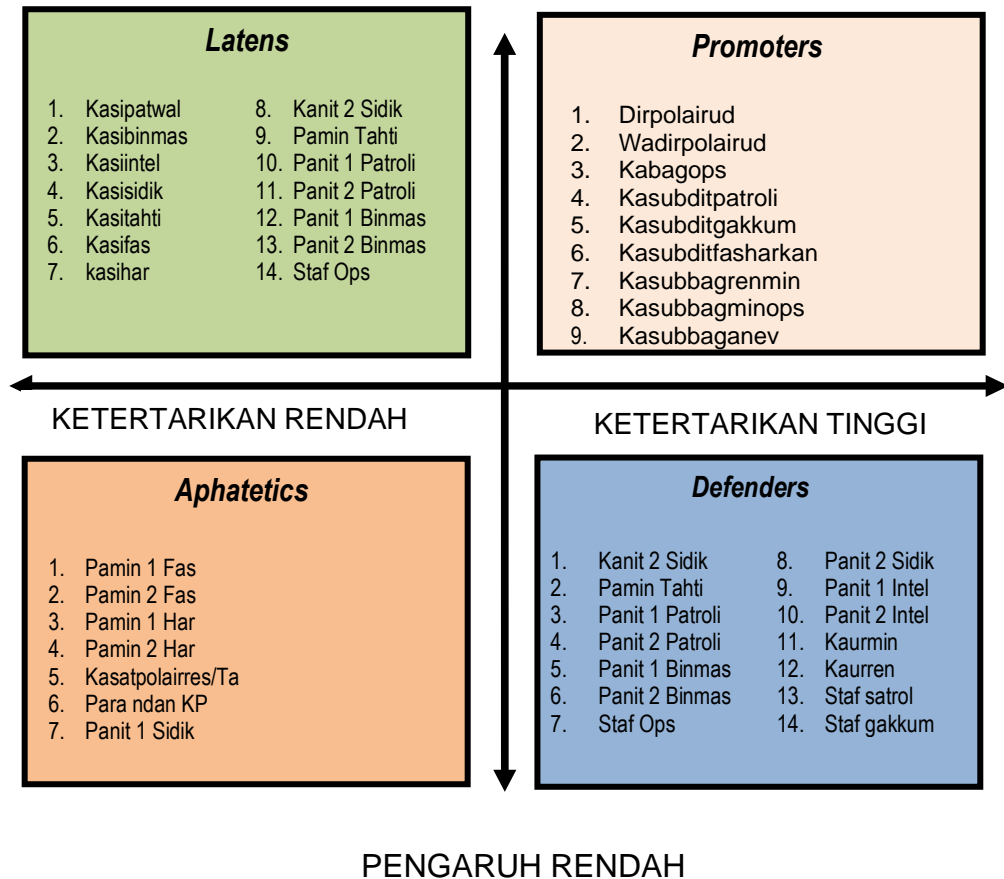 Latens
1. Kasipatwal
2. Kasibinmas
3. Kasiintel
4. Kasisidik
5. Kasitahti
6. Kasifas
7. kasihar
8. Kanit 2 Sidik
9. Pamin Tahti
10. Panit 1 Patroli
11. Panit 2 Patroli
12. Panit 1 Binmas
13. Panit 2 Binmas
14. Staf Ops
Promoters
1. Dirpolairud
2. Wadirpolairud
3. Kabagops
4. Kasubditpatroli
5. Kasubditgakkum
6. Kasubditfasharkan
7. Kasubbagrenmin
8. Kasubbagminops
9. Kasubbaganev
KETERTARIKAN RENDAH
KETERTARIKAN TINGGI
Aphatetics
1. Pamin 1 Fas
2. Pamin 2 Fas
3. Pamin 1 Har
4. Pamin 2 Har
5. Kasatpolairres/Ta
6. Para ndan KP
7. Panit 1 Sidik
Defenders
1. Kanit 2 Sidik
2. Pamin Tahti
3. Panit 1 Patroli
4. Panit 2 Patroli
5. Panit 1 Binmas
6. Panit 2 Binmas
7. Staf Ops
8. Panit 2 Sidik
9. Panit 1 Intel
10. Panit 2 Intel
11. Kaurmin
12. Kaurren
13. Staf satrol
14. Staf gakkum
PENGARUH RENDAH